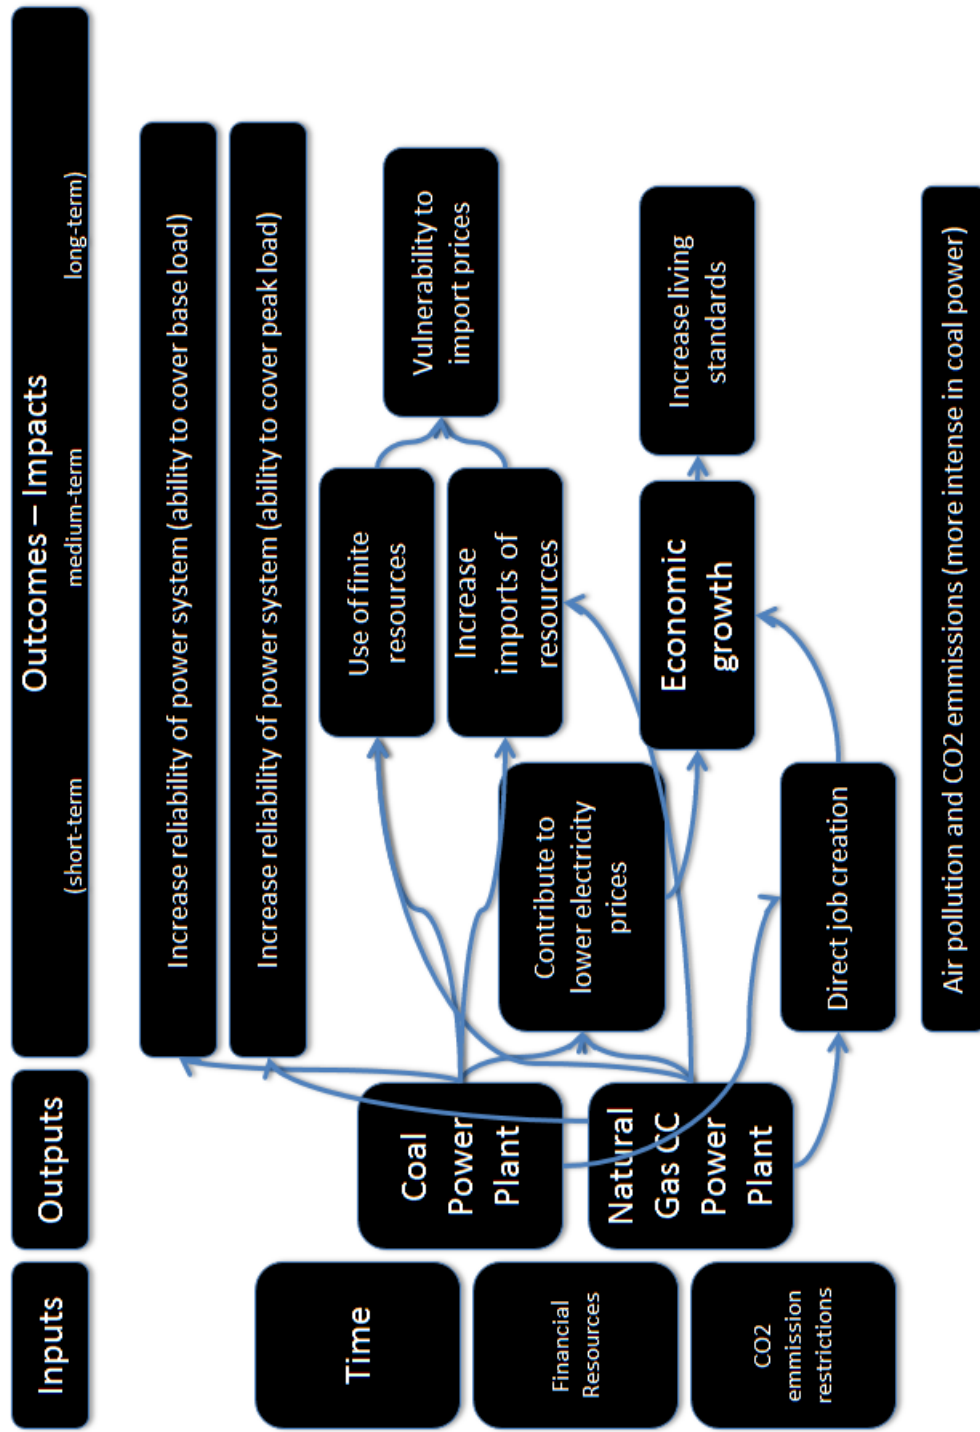 Inputs
Outputs
Outcomes – Impacts
(short-term
medium-term
long-term)
Time
Financial
Resources
CO2
emmission
restrictions
Coal
Power
Plant
Natural
Gas CC
Power
Plant
Increase reliability of power system (ability to cover base load)
Increase reliability of power system (ability to cover peak load)
Use of finite
resources
Increase
imports of
resources
Vulnerability to
import prices
Contribute to
lower electricity
prices
Economic
growth
Increase living
standards
Direct job creation
Air pollution and CO2 emmissions (more intense in coal power)